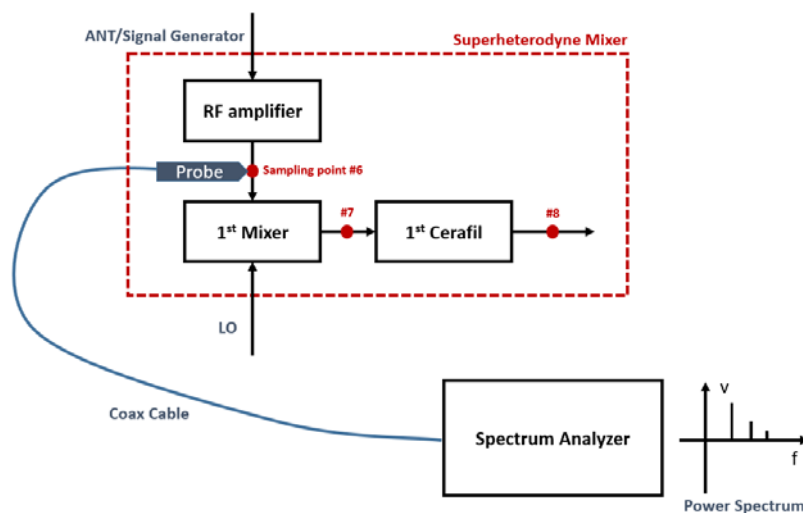 ANT/Signal Generator
Superheterodyne Mixer
RF amplifier
Probe
Sampling point #6
#7
#8
1st Mixer
1st Cerafil
LO
Coax Cable
Spectrum Analyzer
V
f
Power Spectrum